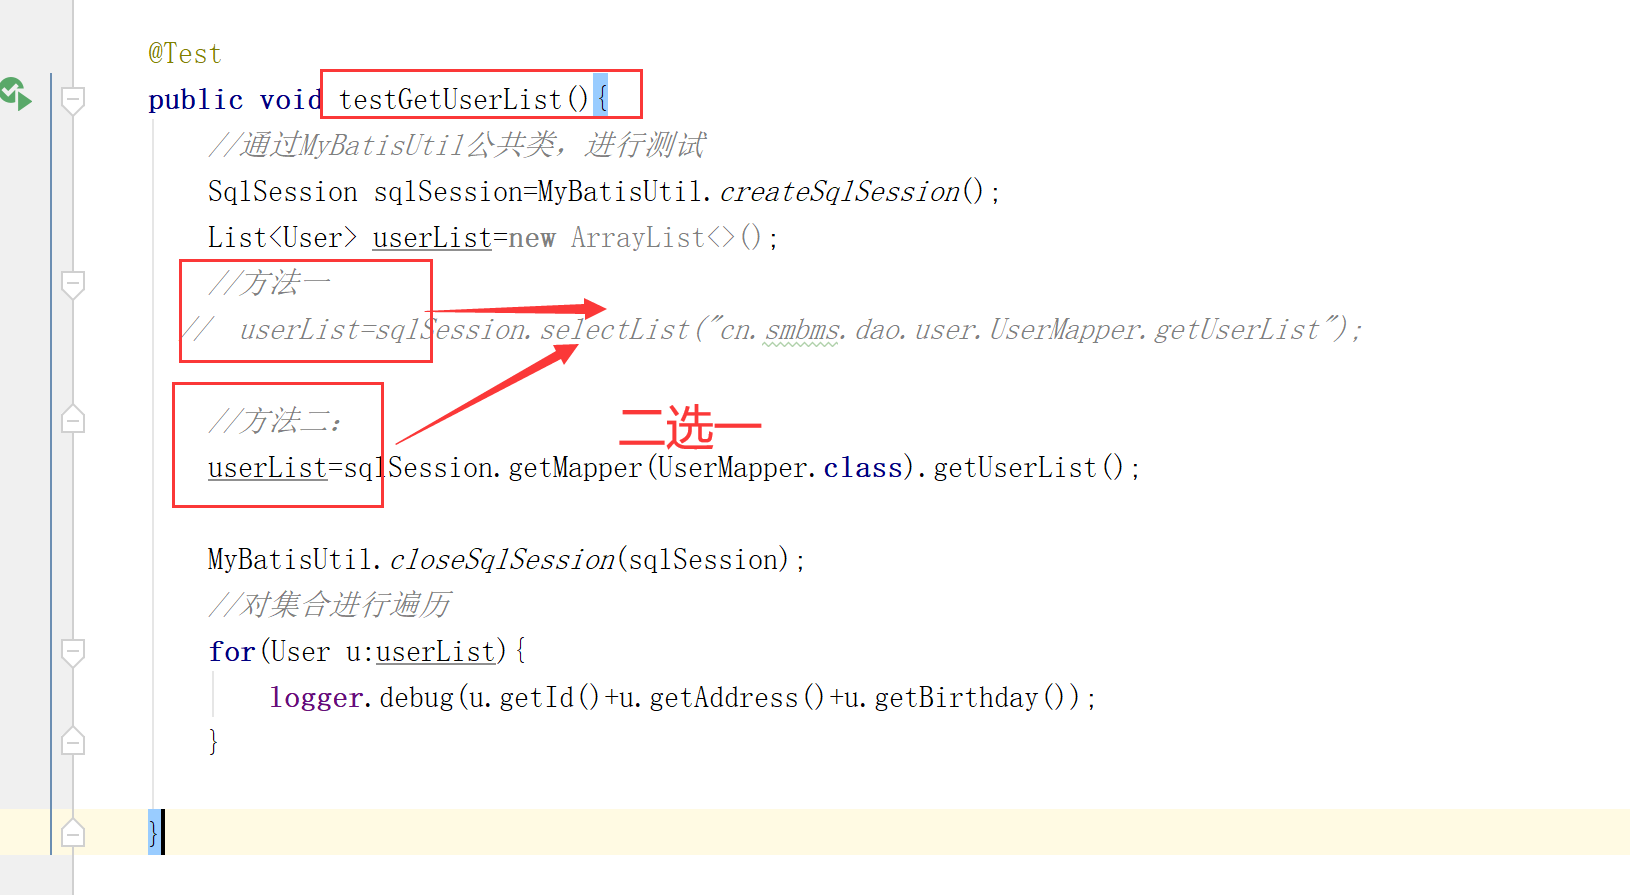 @Test
public void testGetUserList(){
//通过MyBatisUtil公共类，进行测试
SqlSession sqlSession=MyBatisUtil.createSqlSession();
List<User> userList=new ArrayList<>();
//方法一
//  userList=sqlSession.selectList("cn.smbms.dao.user.UserMapper.getUserList");
//方法二：
二选一
userList=sqlSession.getMapper(UserMapper.class).getUserList();
MyBatisUtil.closeSqlSession(sqlSession);
//对集合进行遍历
for(User u:userList){
logger.debug(u.getId()+u.getAddress()+u.getBirthday());
}
}